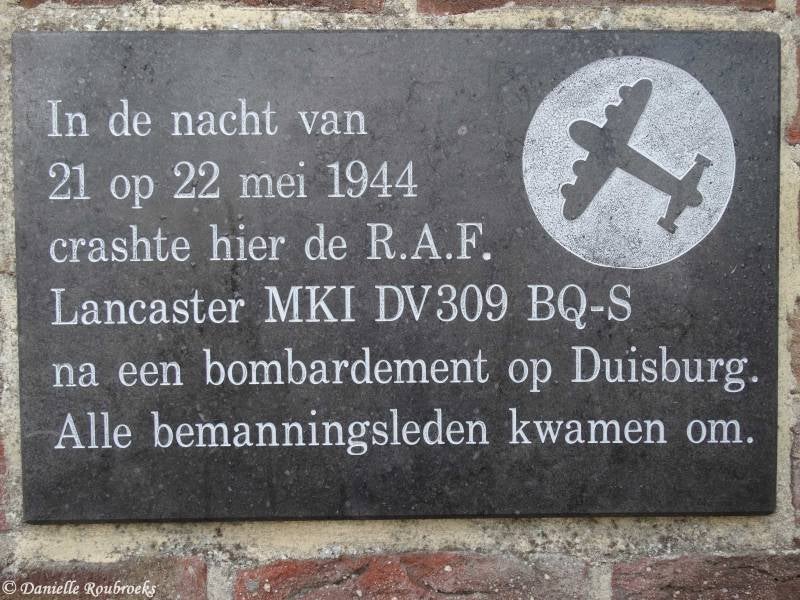 In de nacht van
21 op 22 mei 1944
crashte hier de R.A.F.
Lancaster MKI DV309 BQ-S
na een bombardement op Duisburg.
Alle bemanningsleden kwamen om.
© Danielle Roubroeks